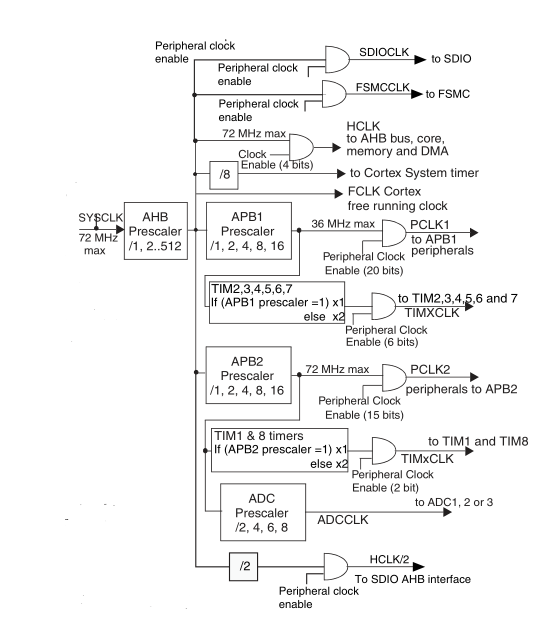 Peripheral clock
enable
SDIOCLK
to SDIO
Peripheral clock
enable
FSMCCLK
to FSMC
Peripheral clock
enable
72 MHz max
HCLK
to AHB bus, core,
memory and DMA
Clock
Enable (4 bits)
/8
to Cortex System timer
FCLK Cortex
free running clock
SYSCLK
72 MHz
max
AHB
Prescaler
/1, 2..512
APB1
Prescaler
/1, 2, 4, 8, 16
36 MHz max
PCLK1
to APB1
peripherals
Peripheral Clock
Enable (20 bits)
TIM2,3,4,5,6,7
If (APB1 prescaler =1) x1
else x2
to TIM2,3,4,5,6 and 7
TIMXCLK
Peripheral Clock
Enable (6 bits)
APB2
Prescaler
/1, 2, 4, 8, 16
72 MHz max
PCLK2
peripherals to APB2
Peripheral Clock
Enable (15 bits)
TIM1 & 8 timers
If (APB2 prescaler =1) x1
else x2
to TIM1 and TIM8
TIMxCLK
Peripheral Clock
Enable (2 bit)
ADC
Prescaler
/2, 4, 6, 8
to ADC1, 2 or 3
ADCCLK
/2
HCLK/2
To SDIO AHB interface
Peripheral clock
enable